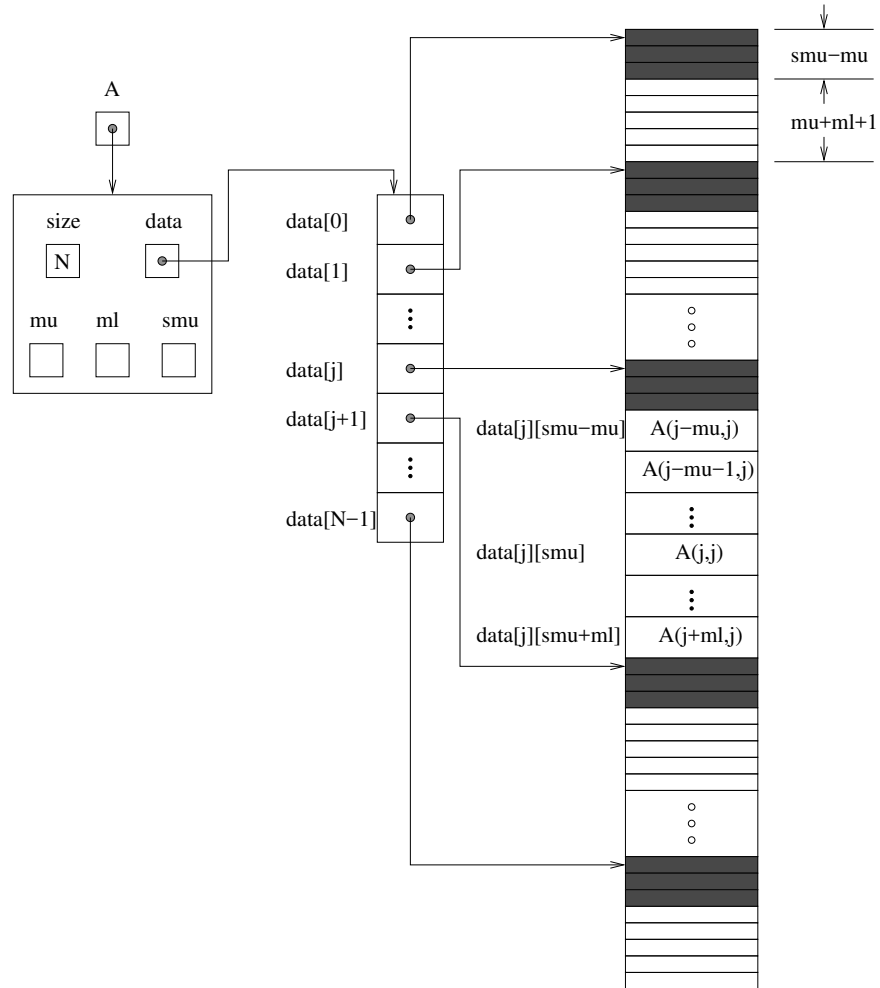 smu−mu
A
mu+ml+1
size data
data[0]
N
data[1]
mu ml smu
data[j]
data[j+1]
data[j][smu−mu] A(j−mu,j)
A(j−mu−1,j)
data[N−1]
data[j][smu] A(j,j)
data[j][smu+ml] A(j+ml,j)